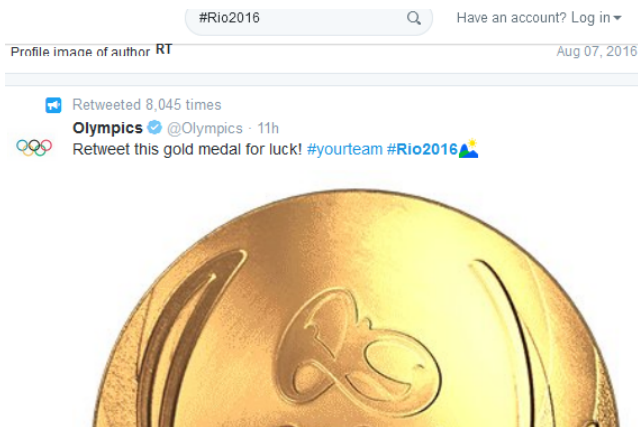 #Rio2016 Have an account? Log in
Profile image of author RT Aug 07, 2016
Retweeted 8,045 times
Olympics @Olympics · 11h
Retweet this gold medal for luck! #yourteam #Rio2016